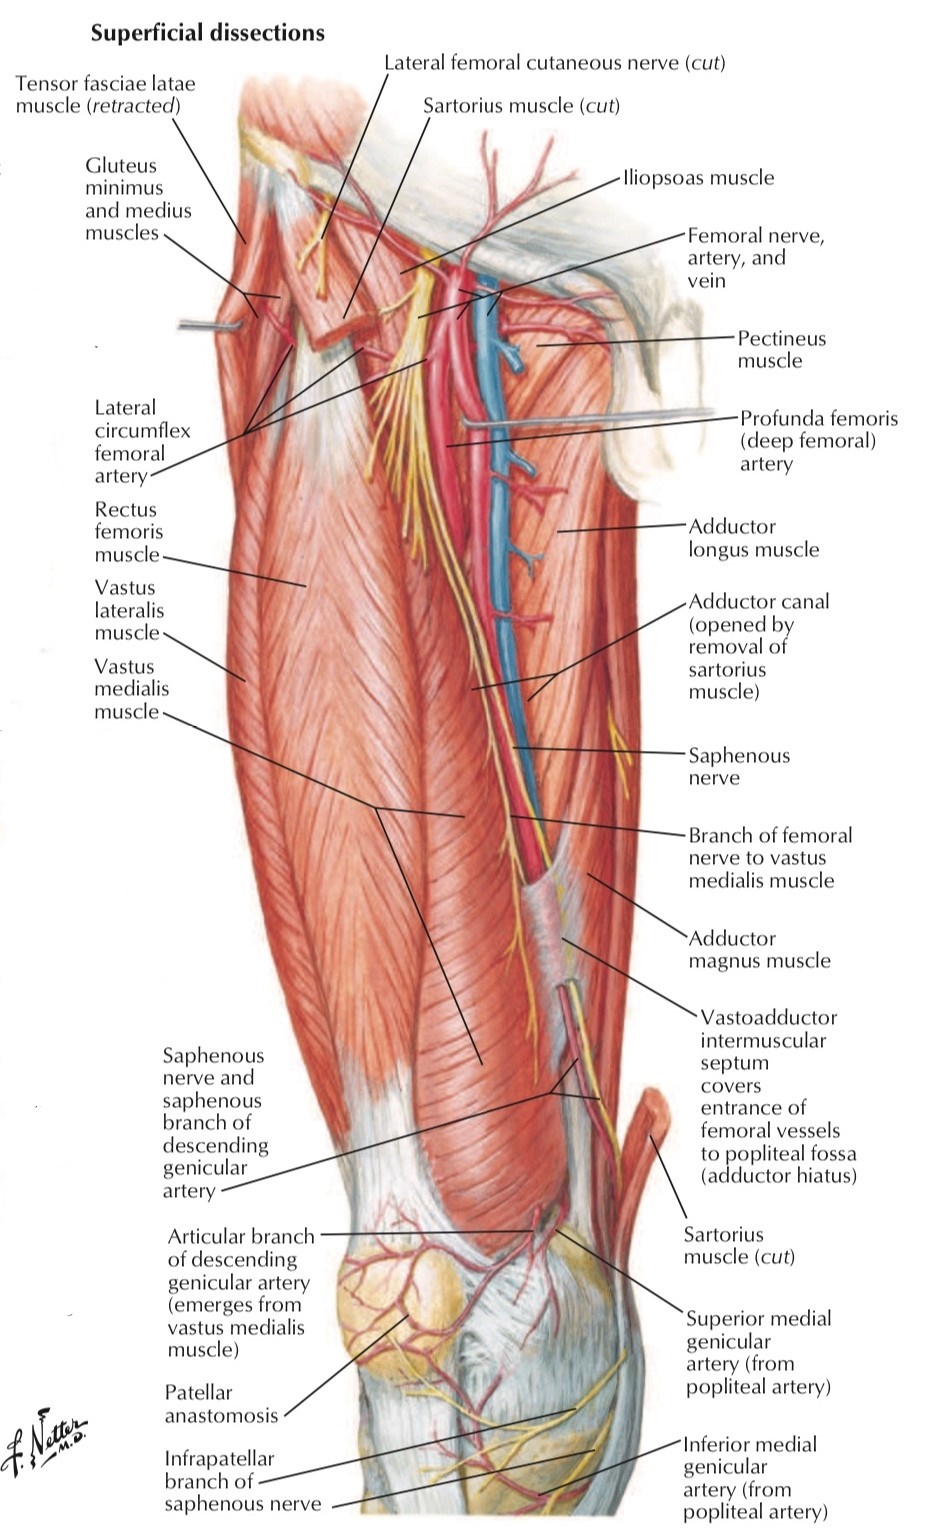 Superficial dissections
Lateral femoral cutaneous nerve (cut)
Tensor fasciae latae
muscle (retracted)
Sartorius muscle (cut)
Gluteus
minimus
and medius
muscles
Iliopsoas muscle
Femoral nerve,
artery, and
vein
Pectineus
muscle
Lateral
circumflex
femoral
artery
Profunda femoris
(deep femoral)
artery
Rectus
femoris
muscle
Adductor
longus muscle
Vastus
lateralis
muscle
Adductor canal
(opened by
removal of
sartorius
muscle)
Vastus
medialis
muscle
Saphenous
nerve
Branch of femoral
nerve to vastus
medialis muscle
Adductor
magnus muscle
Vastoadductor
intermuscular
septum
covers
entrance of
femoral vessels
to popliteal fossa
(adductor hiatus)
Saphenous
nerve and
saphenous
branch of
descending
genicular
artery
Sartorius
muscle (cut)
Articular branch
of descending
genicular artery
(emerges from
vastus medialis
muscle)
Superior medial
genicular
artery (from
popliteal artery)
Patellar
anastomosis
Infrapatellar
branch of
saphenous nerve
Inferior medial
genicular
artery (from
popliteal artery)
F. Netter
M.D.